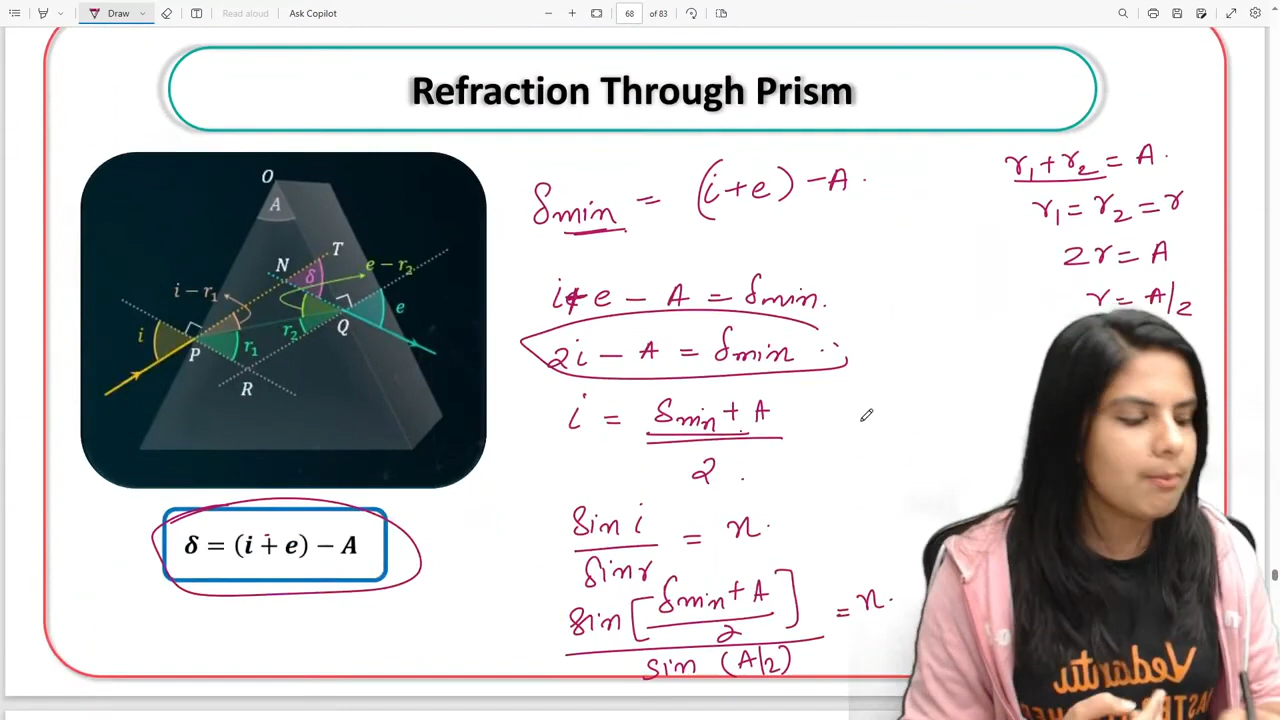 Draw
Read aloud
Ask Copilot
68 of 83
Refraction Through Prism
O
A
N
T
δ
e − r₂
i − r₁
i
P
r₁
r₂
Q
e
R
δ = (i + e) − A
δmin = (i+e) − A.
i+e − A = δmin.
2i − A = δmin
i = δmin + A / 2.
sin i / sin r = n.
sin [δmin + A / 2] / sin (A/2) = n.
r₁ + r₂ = A.
r₁ = r₂ = r
2r = A
r = A/2
Vedantu